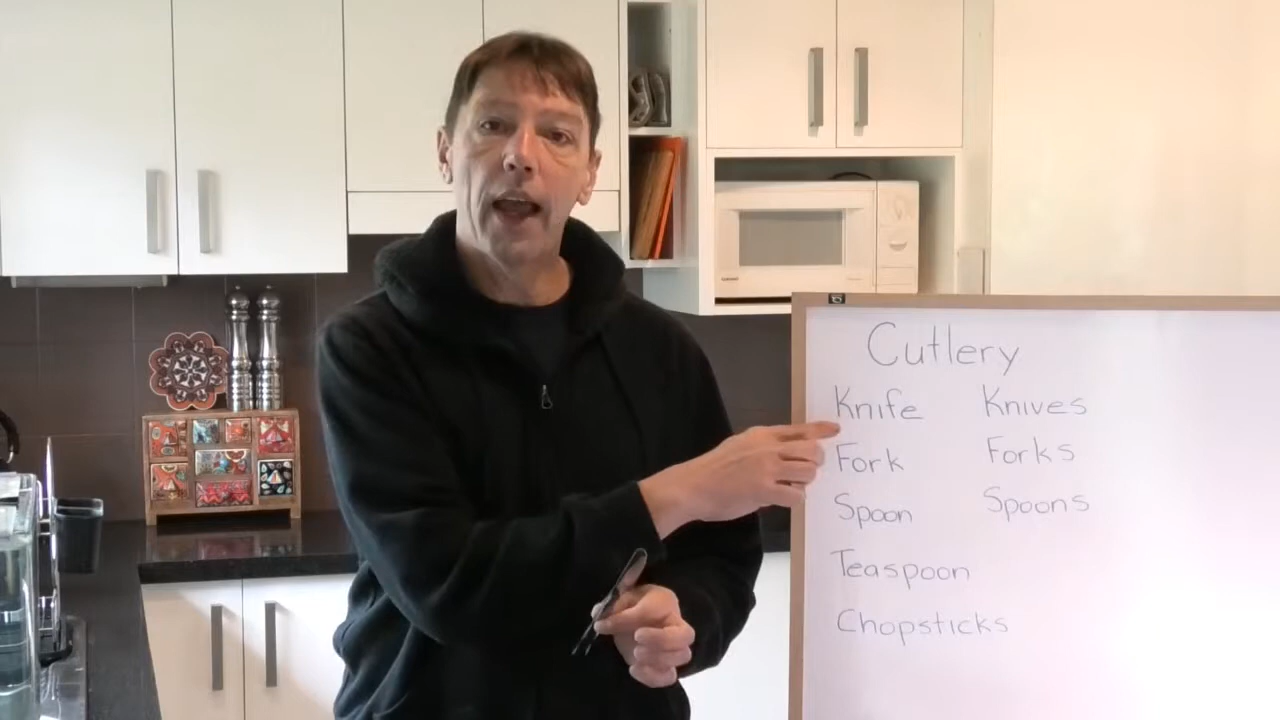 Cutlery
Knife Knives
Fork Forks
Spoon Spoons
Teaspoon
Chopsticks